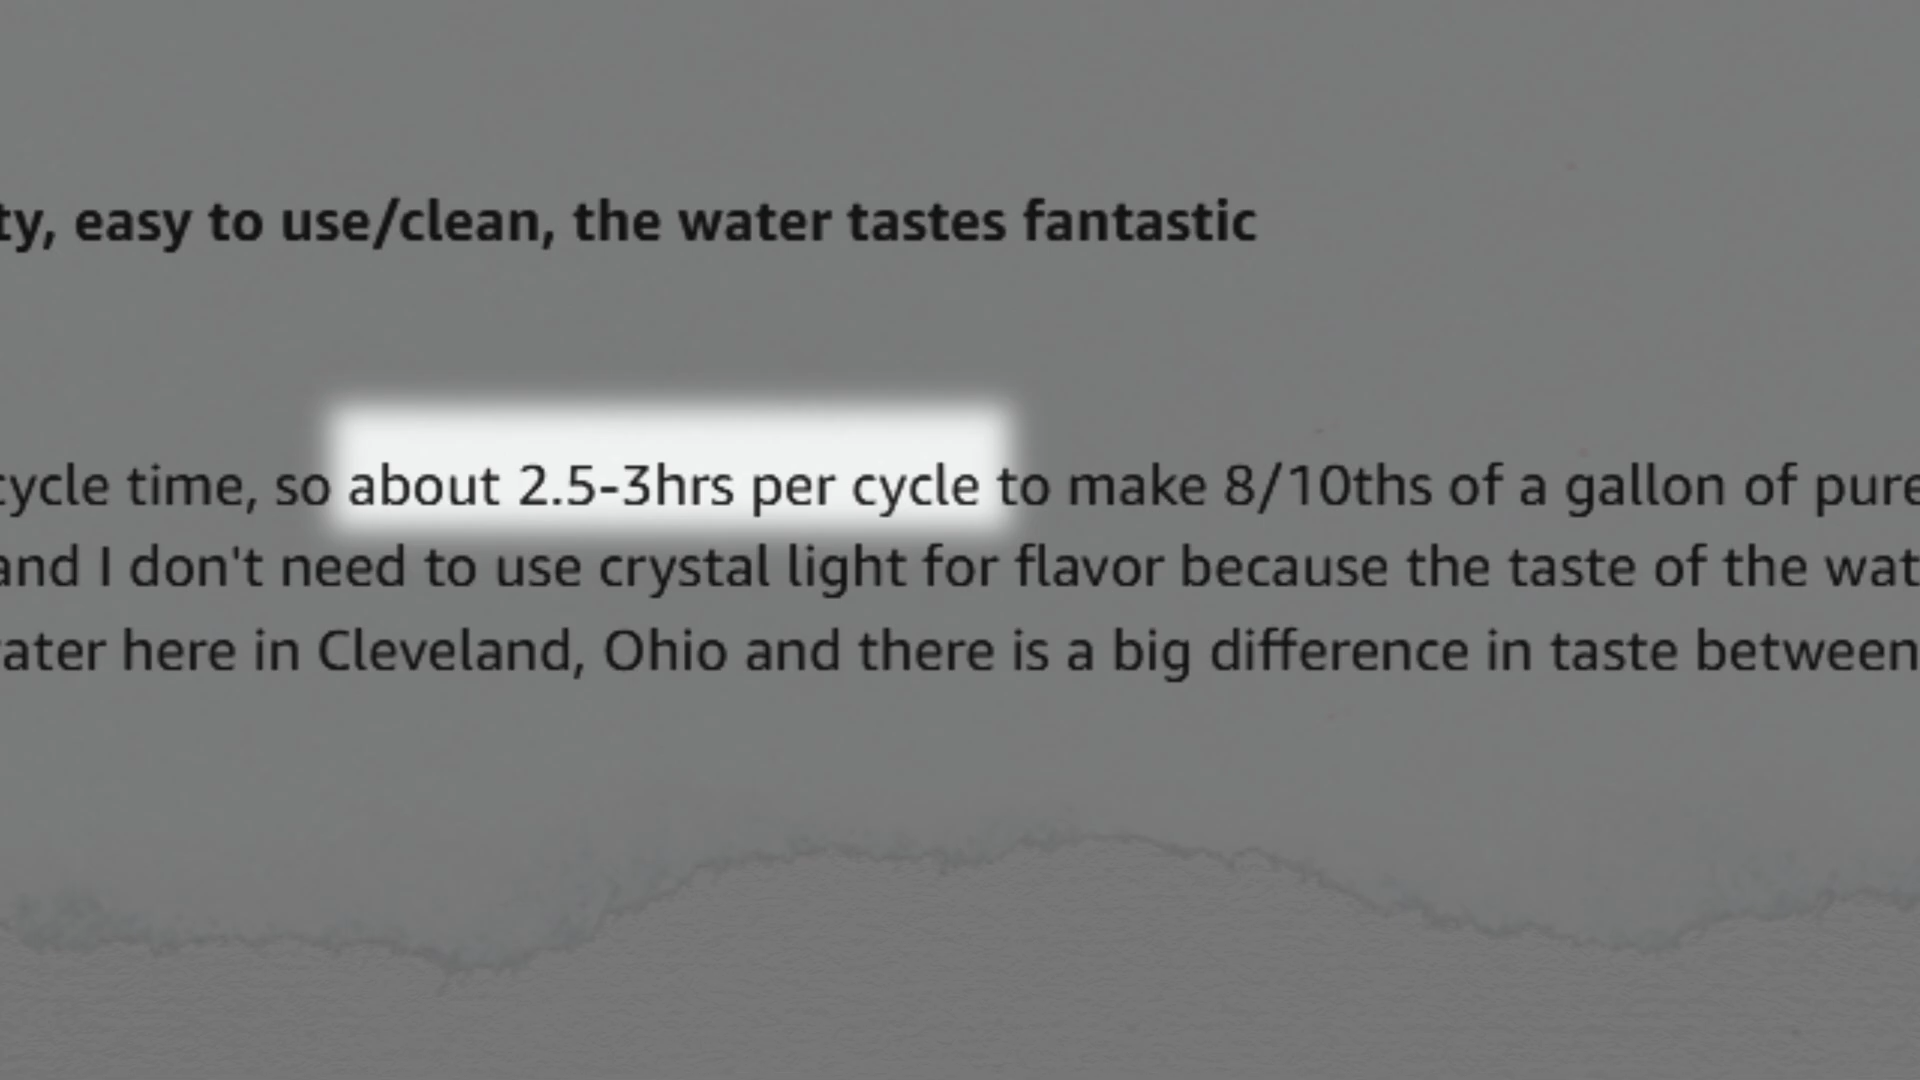 ty, easy to use/clean, the water tastes fantastic
cycle time, so about 2.5-3hrs per cycle to make 8/10ths of a gallon of pure
and I don't need to use crystal light for flavor because the taste of the wat
ater here in Cleveland, Ohio and there is a big difference in taste between